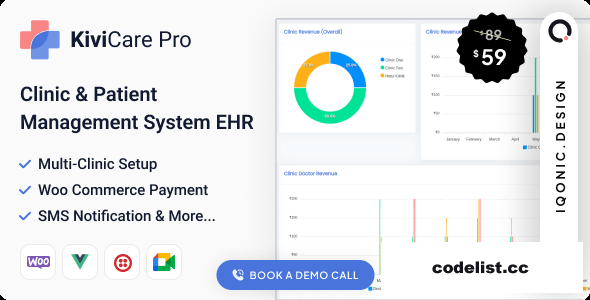 KiviCare Pro
Clinic & Patient
Management System EHR
Multi-Clinic Setup
Woo Commerce Payment
SMS Notification & More...
Woo
BOOK A DEMO CALL
Clinic Revenue (Overall)
Clinic One
Clinic Two
Clinic Revenue
January
February
March
April
Clinic Doctor Revenue
$89
$59
IQONIC.DESIGN
codelist.cc